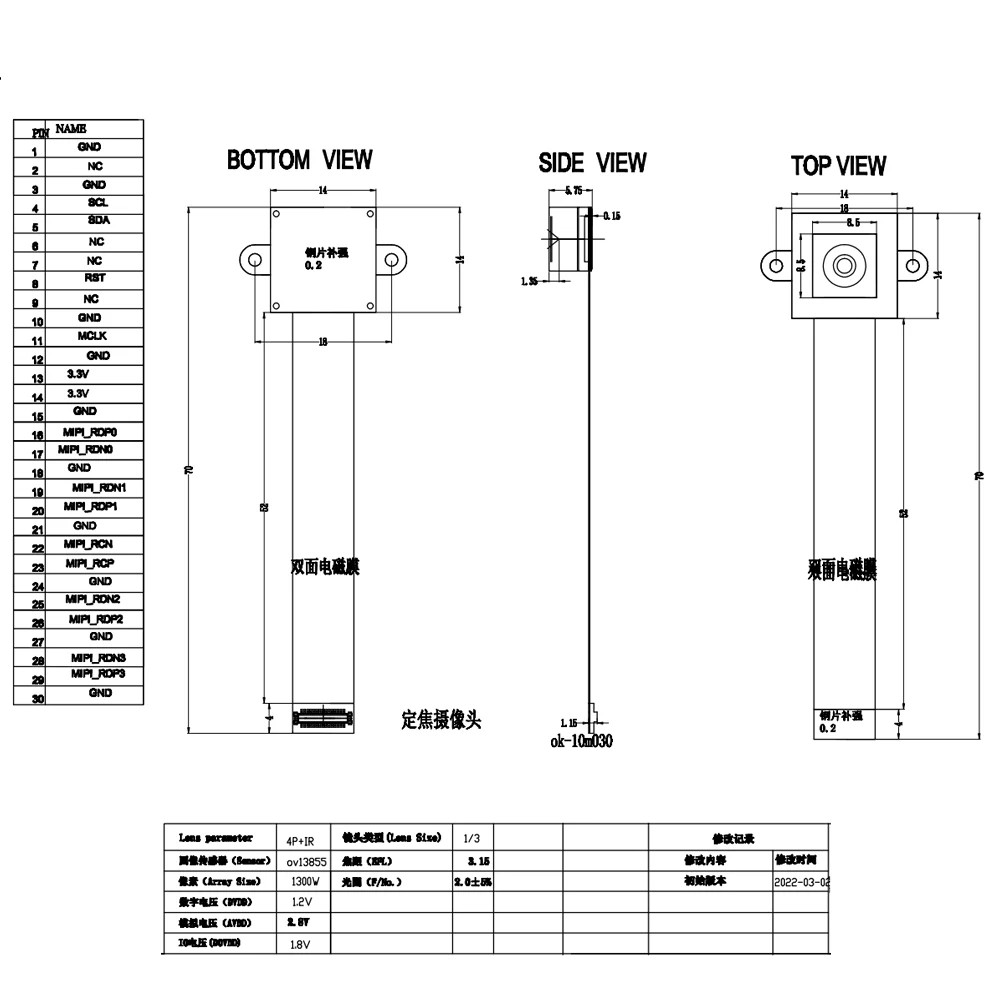 PIN NAME
1 GND
2 NC
3 GND
4 SCL
5 SDA
6 NC
7 NC
8 RST
9 NC
10 GND
11 MCLK
12 GND
13 3.3V
14 3.3V
15 GND
16 MIPI_RDP0
17 MIPI_RDN0
18 GND
19 MIPI_RDN1
20 MIPI_RDP1
21 GND
22 MIPI_RCN
23 MIPI_RCP
24 GND
25 MIPI_RDN2
26 MIPI_RDP2
27 GND
28 MIPI_RDN3
29 MIPI_RDP3
30 GND
BOTTOM VIEW
14
钢片补强
0.2
14
18
70
52
双面电磁膜
4
定焦摄像头
SIDE VIEW
5.75
0.15
1.35
1.15
ok-10m030
TOP VIEW
14
18
8.5
8.5
14
70
52
双面电磁膜
钢片补强
0.2
4
Lens parameter 4P+IR 镜头类型(Lens Size) 1/3 修改记录
图像传感器(Sensor) ov13855 焦距(EFL) 3.15 修改内容 修改时间
像素(Array Size) 1300W 光圈(F/No.) 2.0±5% 初始版本 2022-03-02
数字电压(DVDD) 1.2V
模拟电压(AVDD) 2.8V
IO电压(DOVDD) 1.8V